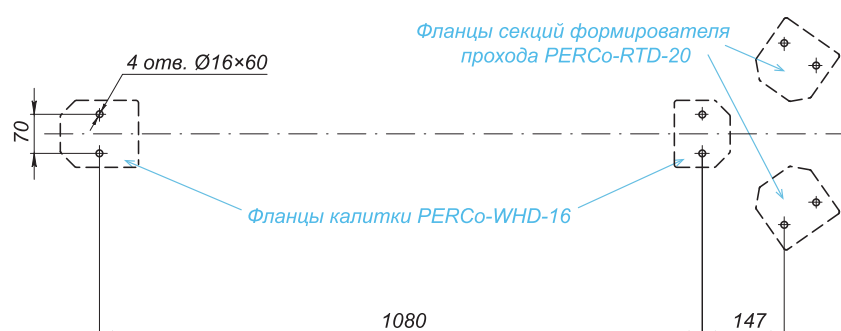 Фланцы секций формирователя
прохода PERCo-RTD-20
4 отв. Ø16×60
70
Фланцы калитки PERCo-WHD-16
1080
147